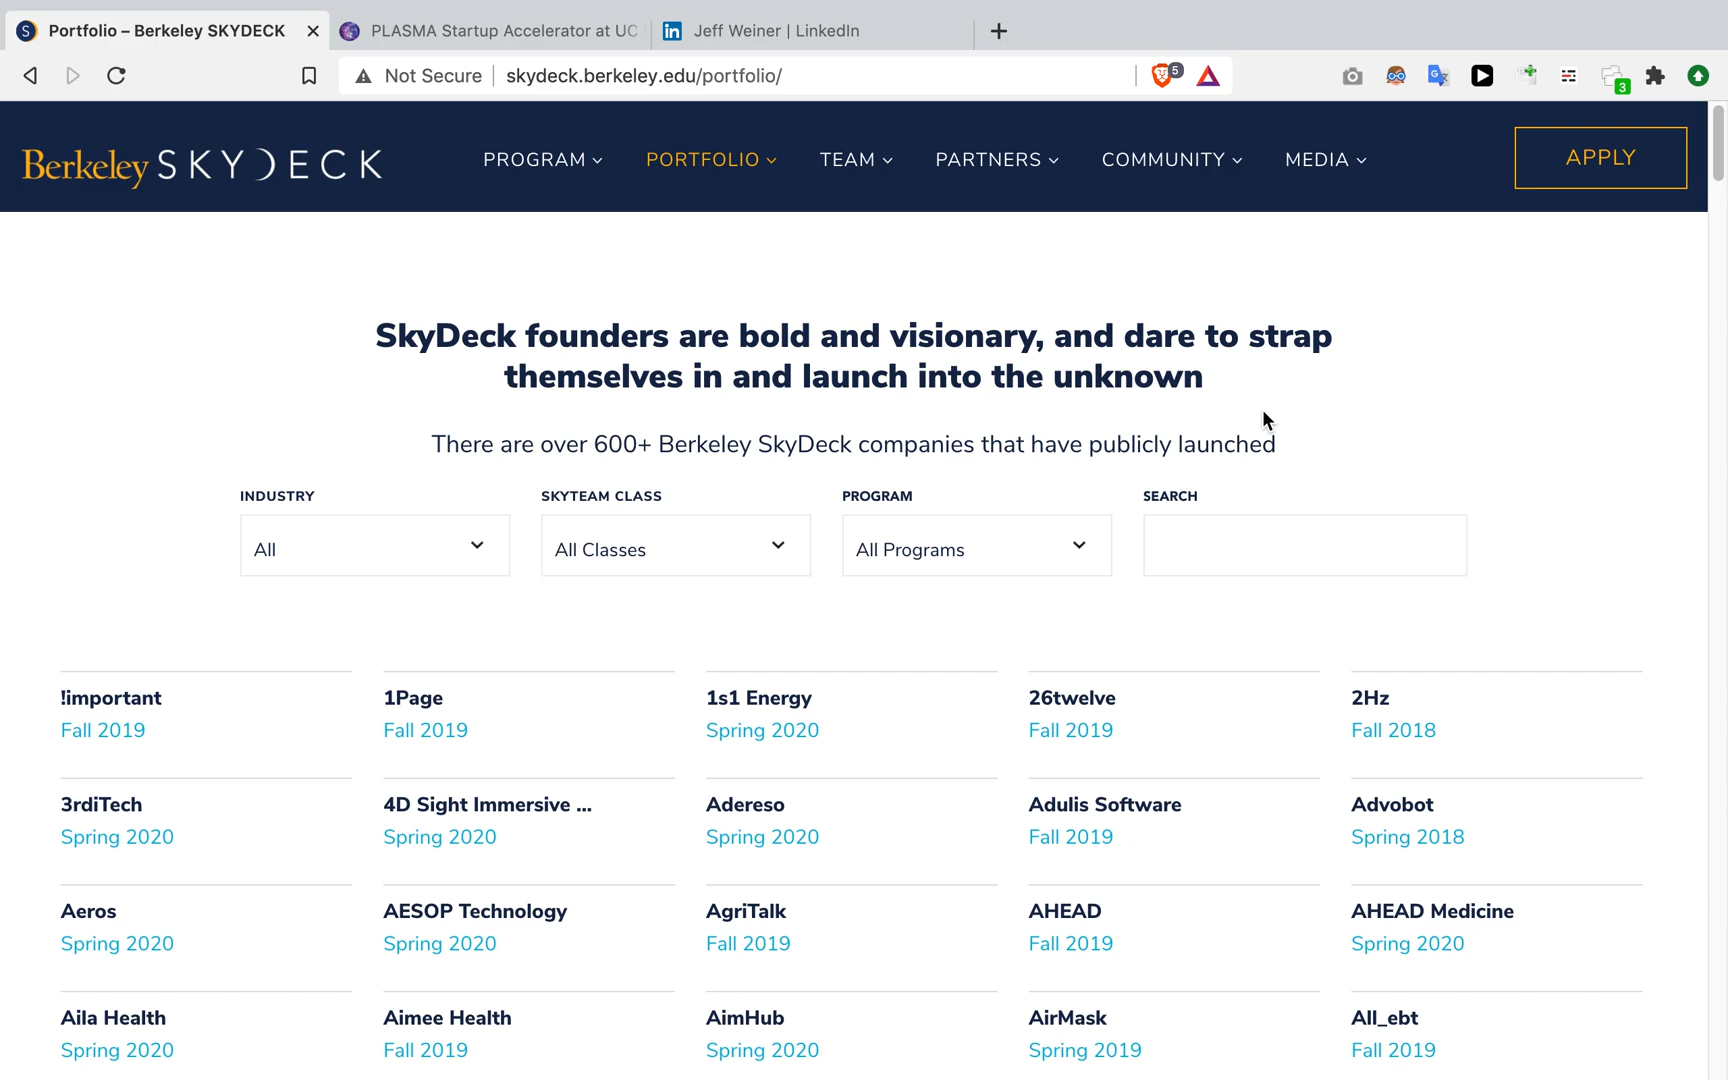 Portfolio – Berkeley SKYDECK
PLASMA Startup Accelerator at UC
Jeff Weiner | LinkedIn
Not Secure
skydeck.berkeley.edu/portfolio/
5
3
Berkeley SKYDECK
PROGRAM
PORTFOLIO
TEAM
PARTNERS
COMMUNITY
MEDIA
APPLY
SkyDeck founders are bold and visionary, and dare to strap
themselves in and launch into the unknown
There are over 600+ Berkeley SkyDeck companies that have publicly launched
INDUSTRY
SKYTEAM CLASS
PROGRAM
SEARCH
All
All Classes
All Programs
!important
1Page
1s1 Energy
26twelve
2Hz
Fall 2019
Fall 2019
Spring 2020
Fall 2019
Fall 2018
3rdiTech
4D Sight Immersive ...
Adereso
Adulis Software
Advobot
Spring 2020
Spring 2020
Spring 2020
Fall 2019
Spring 2018
Aeros
AESOP Technology
AgriTalk
AHEAD
AHEAD Medicine
Spring 2020
Spring 2020
Fall 2019
Fall 2019
Spring 2020
Aila Health
Aimee Health
AimHub
AirMask
All_ebt
Spring 2020
Fall 2019
Spring 2020
Spring 2019
Fall 2019